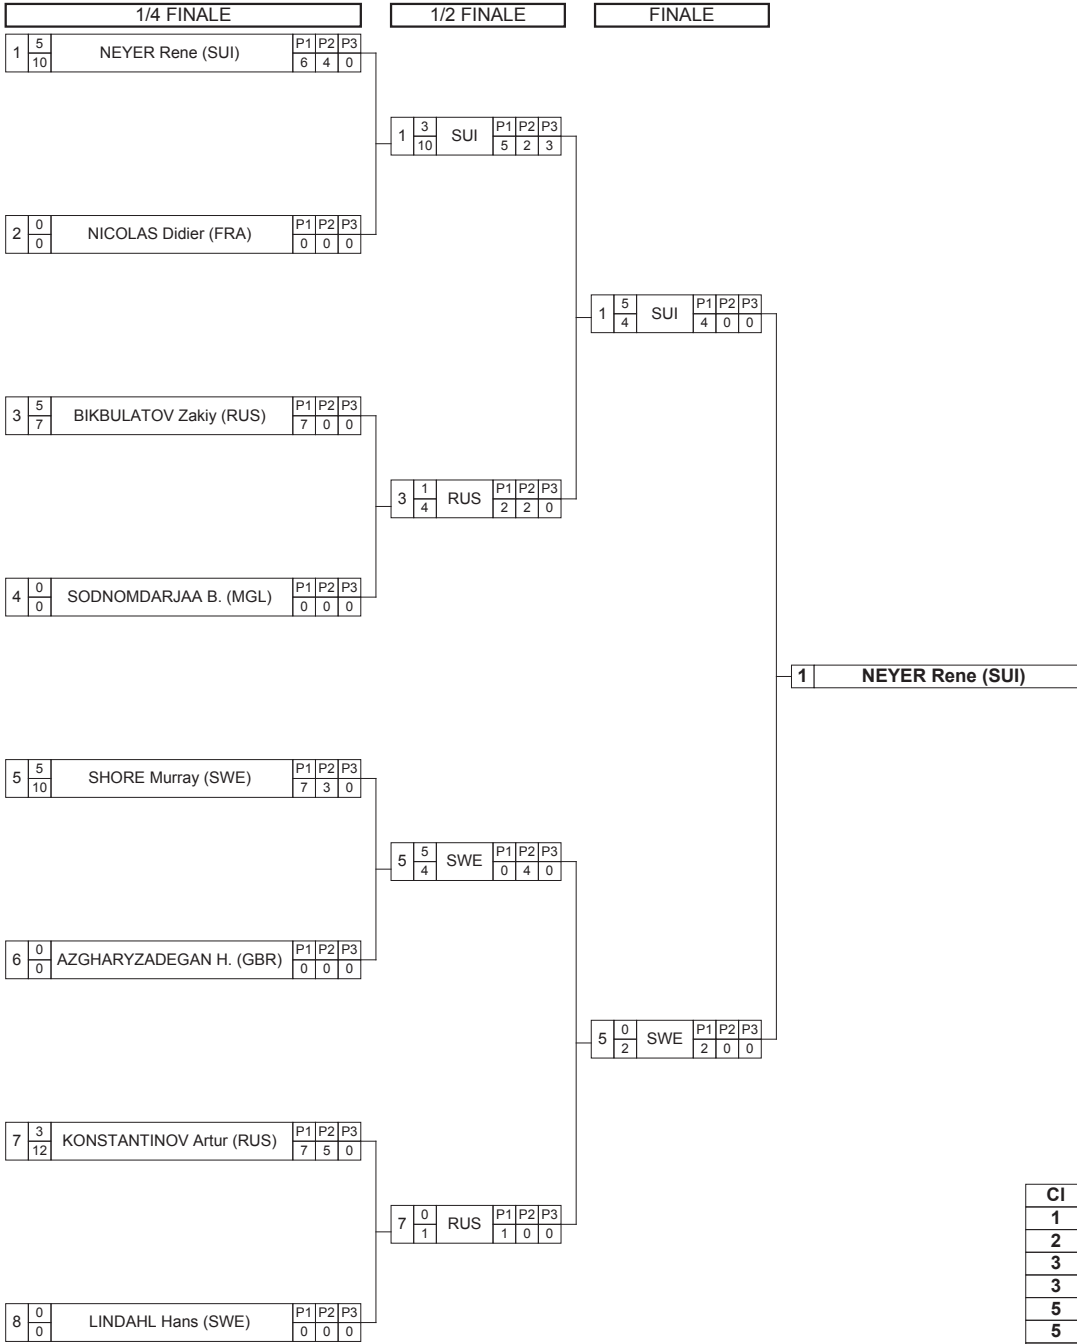 1/4 FINALE 1/2 FINALE FINALE
1 5 10 NEYER Rene (SUI) P1 P2 P3 6 4 0
1 3 10 SUI P1 P2 P3 5 2 3
2 0 0 NICOLAS Didier (FRA) P1 P2 P3 0 0 0
1 5 4 SUI P1 P2 P3 4 0 0
3 5 7 BIKBULATOV Zakiy (RUS) P1 P2 P3 7 0 0
3 1 4 RUS P1 P2 P3 2 2 0
4 0 0 SODNOMDARJAA B. (MGL) P1 P2 P3 0 0 0
1 NEYER Rene (SUI)
5 5 10 SHORE Murray (SWE) P1 P2 P3 7 3 0
5 5 4 SWE P1 P2 P3 0 4 0
6 0 0 AZGHARYZADEGAN H. (GBR) P1 P2 P3 0 0 0
5 0 2 SWE P1 P2 P3 2 0 0
7 3 12 KONSTANTINOV Artur (RUS) P1 P2 P3 7 5 0
7 0 1 RUS P1 P2 P3 1 0 0
8 0 0 LINDAHL Hans (SWE) P1 P2 P3 0 0 0
Cl
1
2
3
3
5
5